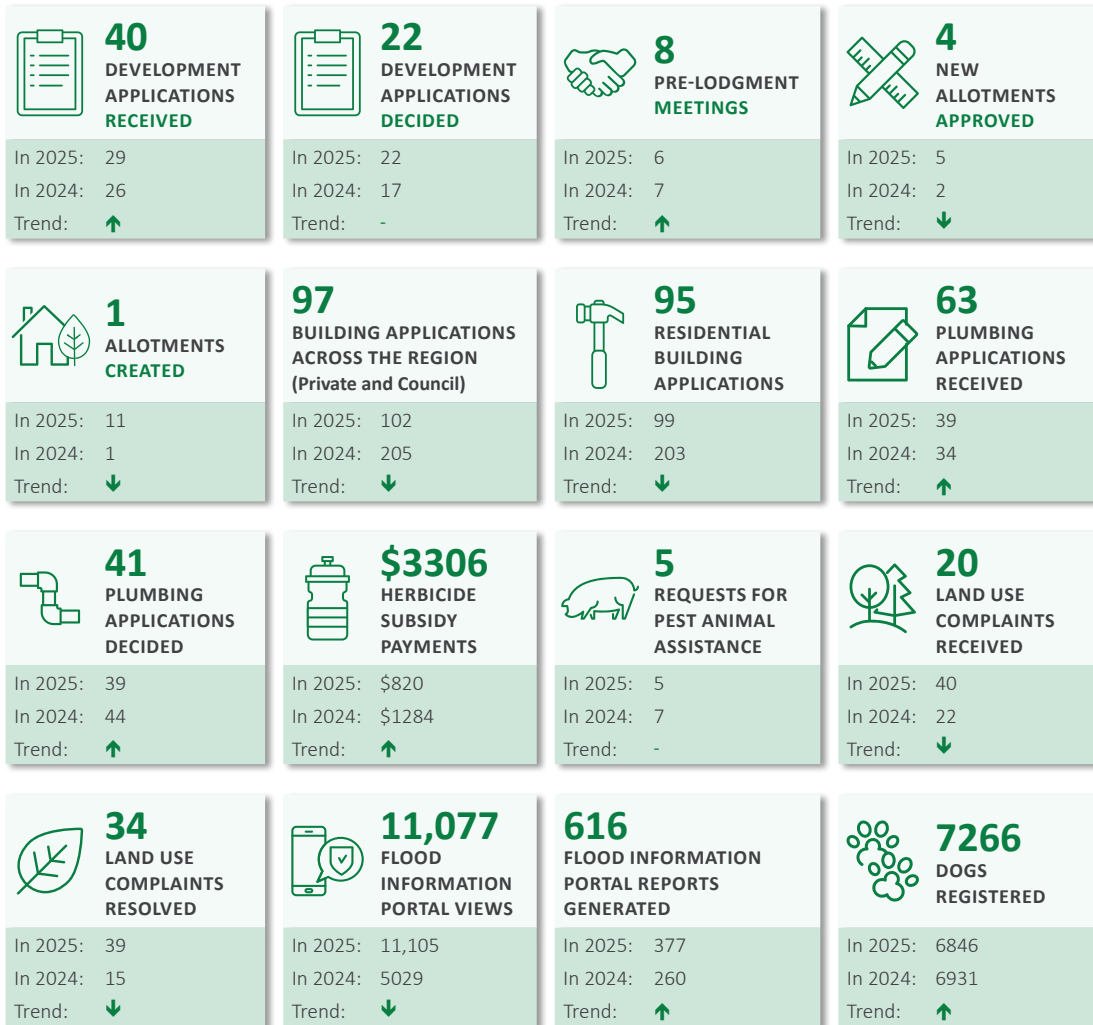 40
DEVELOPMENT
APPLICATIONS
RECEIVED
In 2025: 29
In 2024: 26
Trend: ↑
22
DEVELOPMENT
APPLICATIONS
DECIDED
In 2025: 22
In 2024: 17
Trend: -
8
PRE-LODGMENT
MEETINGS
In 2025: 6
In 2024: 7
Trend: ↑
4
NEW
ALLOTMENTS
APPROVED
In 2025: 5
In 2024: 2
Trend: ↓
1
ALLOTMENTS
CREATED
In 2025: 11
In 2024: 1
Trend: ↓
97
BUILDING APPLICATIONS
ACROSS THE REGION
(Private and Council)
In 2025: 102
In 2024: 205
Trend: ↓
95
RESIDENTIAL
BUILDING
APPLICATIONS
In 2025: 99
In 2024: 203
Trend: ↓
63
PLUMBING
APPLICATIONS
RECEIVED
In 2025: 39
In 2024: 34
Trend: ↑
41
PLUMBING
APPLICATIONS
DECIDED
In 2025: 39
In 2024: 44
Trend: ↑
$3306
HERBICIDE
SUBSIDY
PAYMENTS
In 2025: $820
In 2024: $1284
Trend: ↑
5
REQUESTS FOR
PEST ANIMAL
ASSISTANCE
In 2025: 5
In 2024: 7
Trend: -
20
LAND USE
COMPLAINTS
RECEIVED
In 2025: 40
In 2024: 22
Trend: ↓
34
LAND USE
COMPLAINTS
RESOLVED
In 2025: 39
In 2024: 15
Trend: ↓
11,077
FLOOD
INFORMATION
PORTAL VIEWS
In 2025: 11,105
In 2024: 5029
Trend: ↓
616
FLOOD INFORMATION
PORTAL REPORTS
GENERATED
In 2025: 377
In 2024: 260
Trend: ↑
7266
DOGS
REGISTERED
In 2025: 6846
In 2024: 6931
Trend: ↑